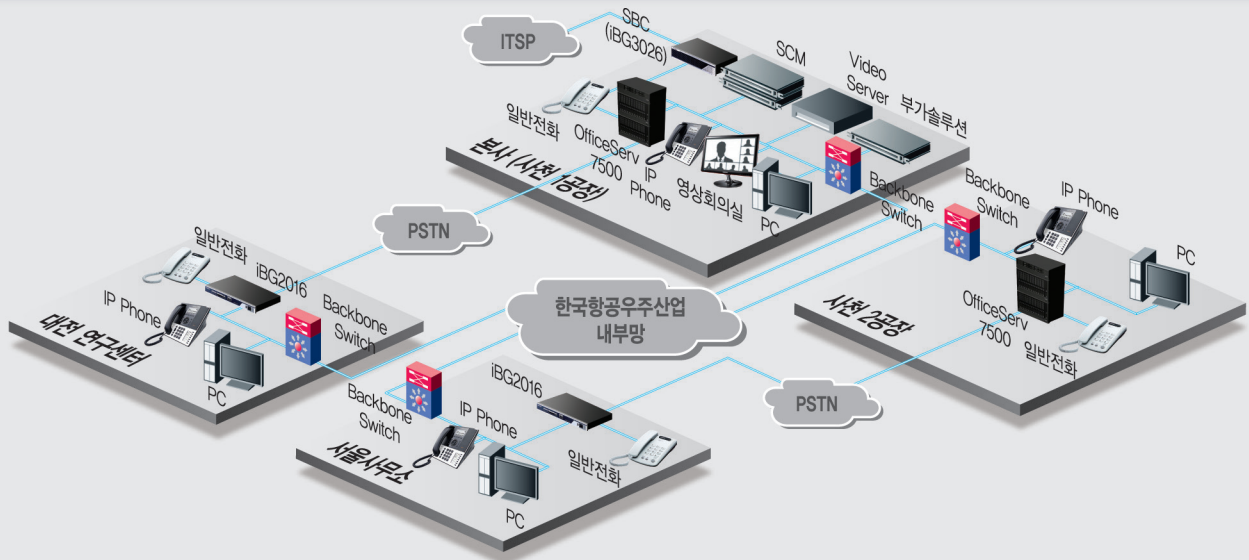 ITSP
SBC
(iBG3026)
SCM
Video
Server
부가솔루션
일반전화
OfficeServ
7500
IP
Phone
영상회의실
PC
Backbone
Switch
본사 (사천 1공장)
PSTN
Backbone
Switch
IP Phone
PC
OfficeServ
7500
일반전화
사천 2공장
일반전화
iBG2016
IP Phone
Backbone
Switch
PC
대전 연구센터
한국항공우주산업
내부망
iBG2016
Backbone
Switch
IP Phone
일반전화
PC
서울사무소
PSTN